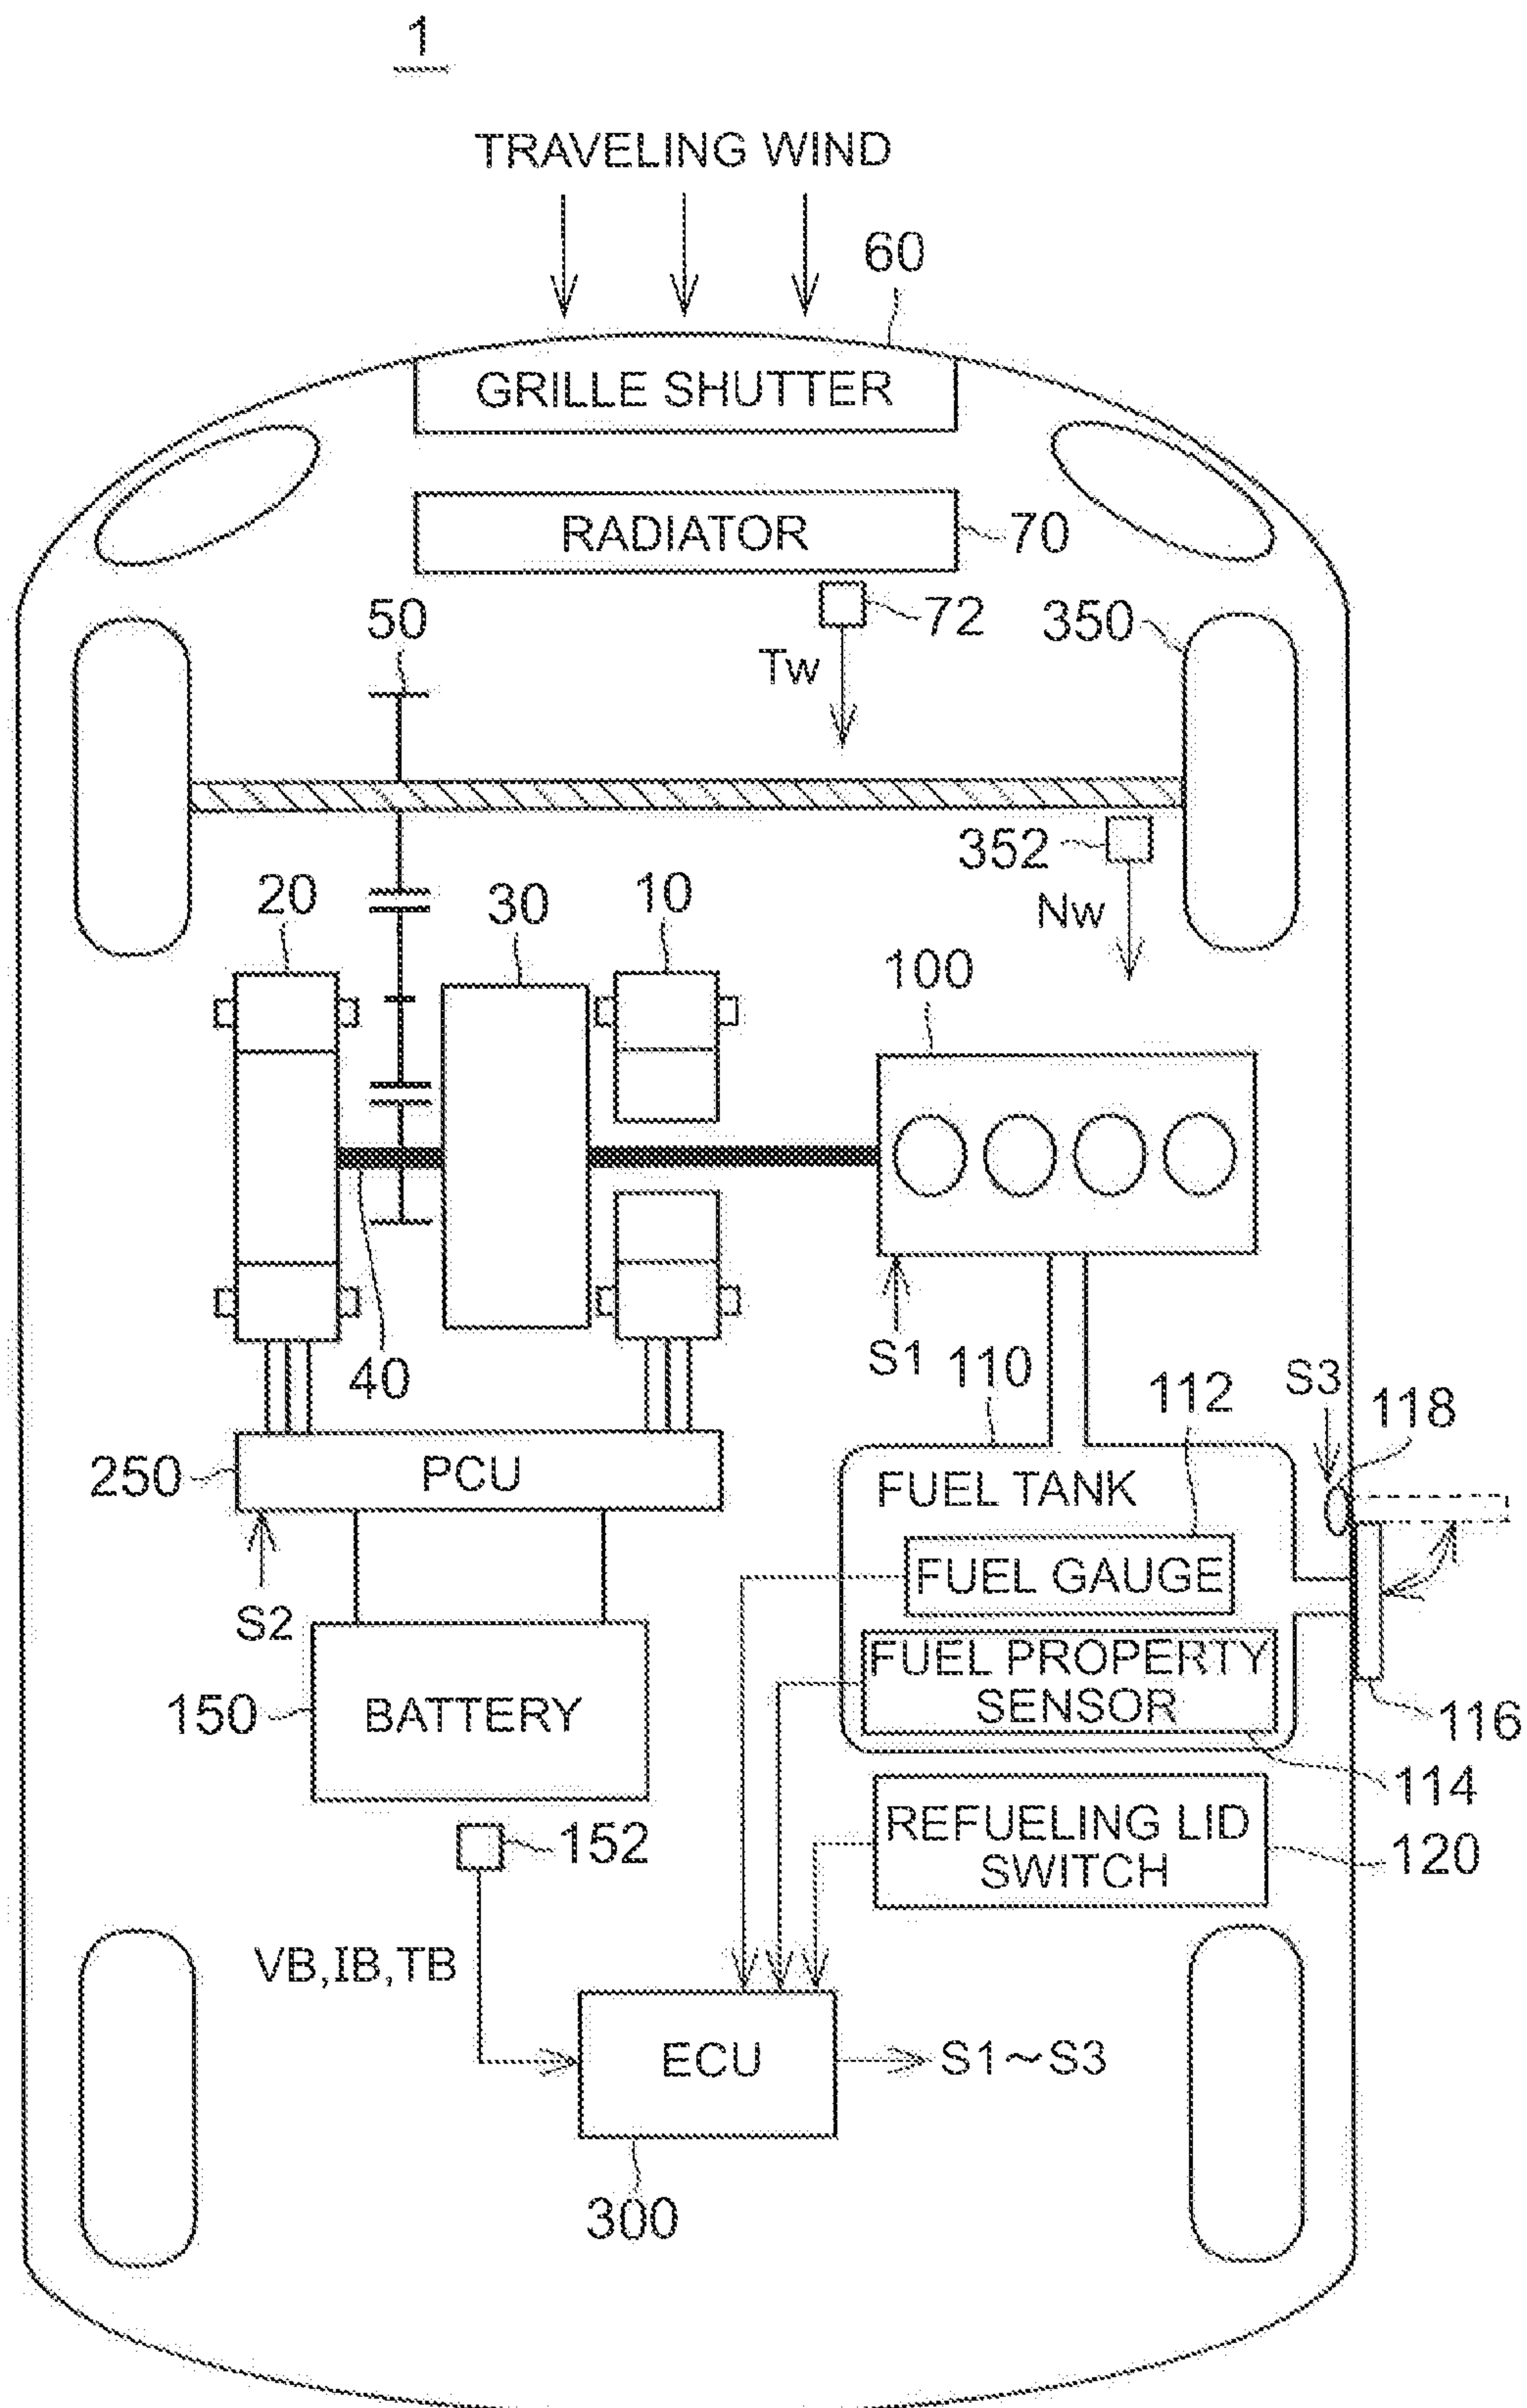 1
TRAVELING WIND
60
GRILLE SHUTTER
RADIATOR
70
50
72
350
Tw
352
20
30
10
Nw
100
40
S1
110
112
S3
118
250
PCU
FUEL TANK
FUEL GAUGE
S2
FUEL PROPERTY
SENSOR
150
BATTERY
116
114
REFUELING LID
SWITCH
120
152
VB,IB,TB
ECU
S1~S3
300